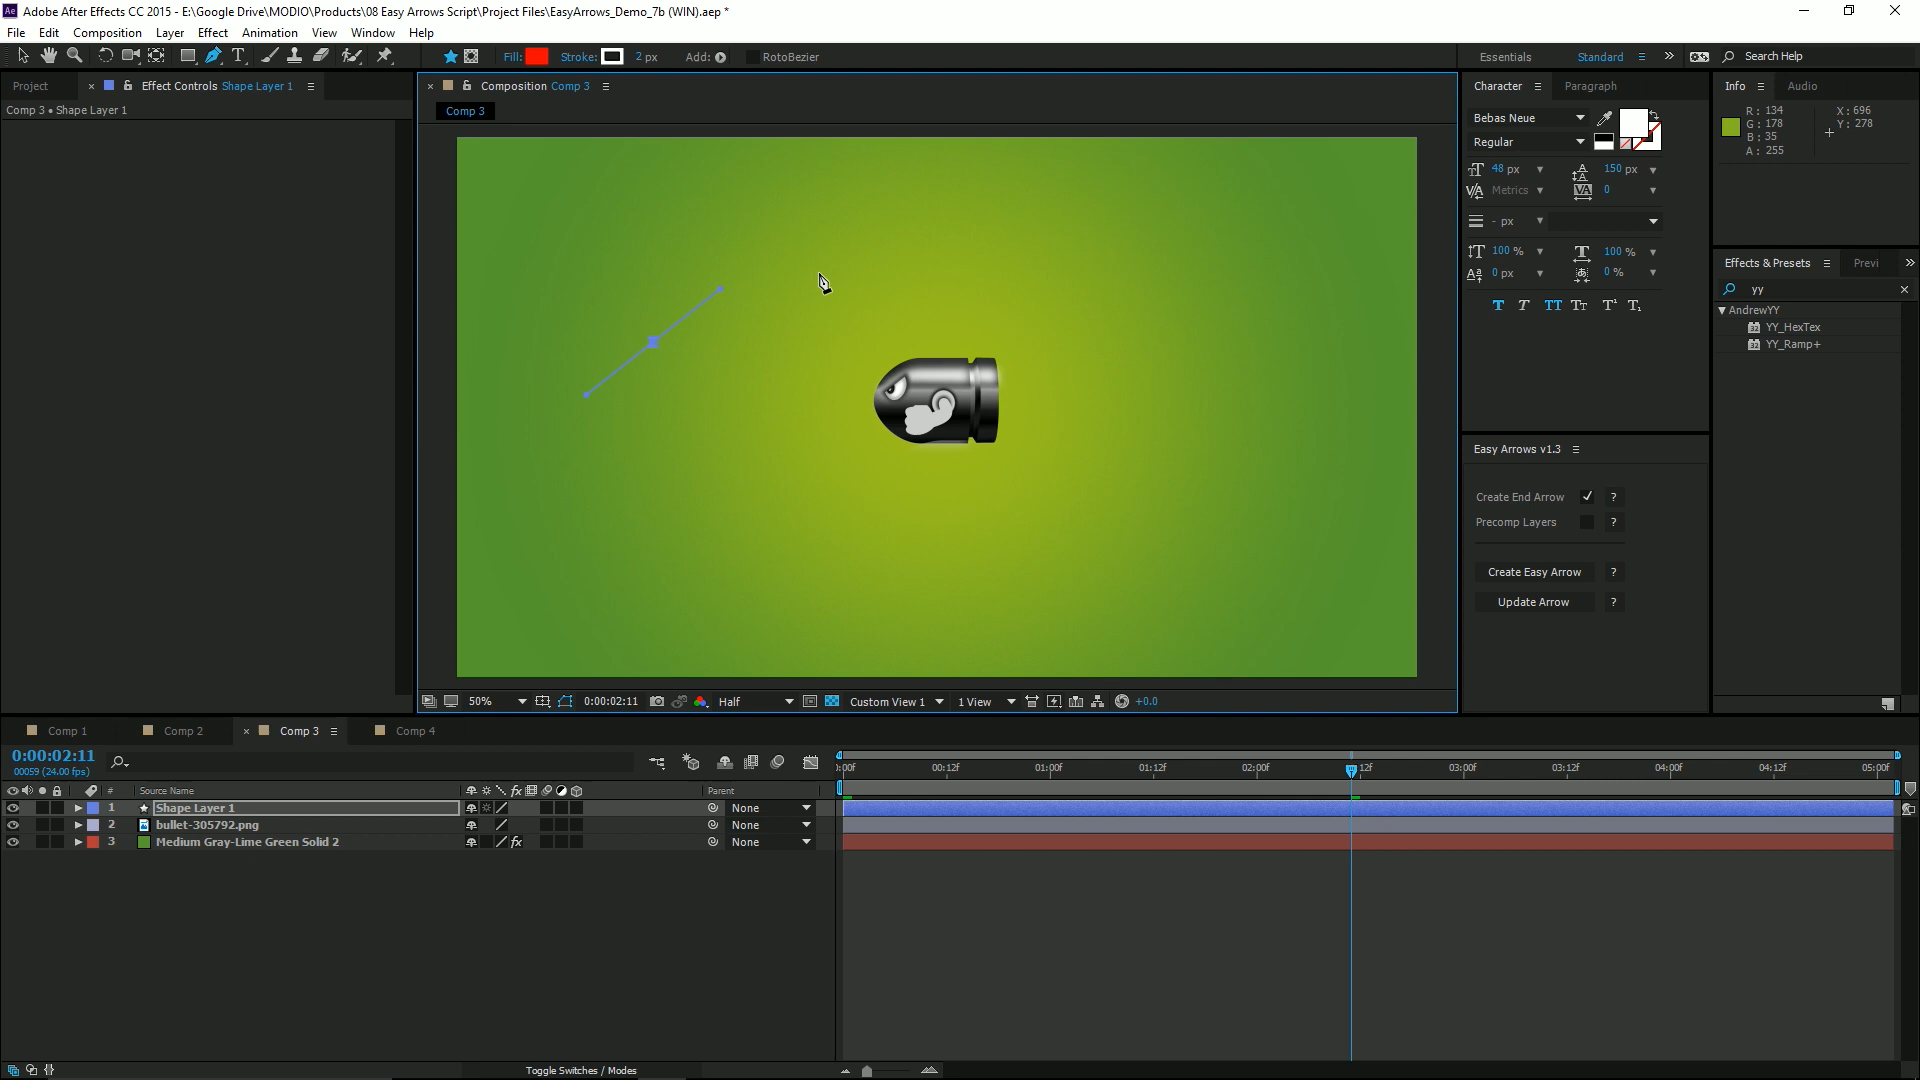 Ae Adobe After Effects CC 2015 - E:\Google Drive\MODIO\Products\08 Easy Arrows Script\Project Files\EasyArrows_Demo_7b (WIN).aep *
File Edit Composition Layer Effect Animation View Window Help
Fill: Stroke: 2 px Add: RotoBezier Essentials Standard Search Help
Project Effect Controls Shape Layer 1
Comp 3 • Shape Layer 1
Composition Comp 3
Comp 3
Character Paragraph
Bebas Neue
Regular
48 px 150 px
Metrics 0
- px
100 % 100 %
0 px 0 %
T T TT Tt T¹ T₁
Easy Arrows v1.3
Create End Arrow ?
Precomp Layers ?
Create Easy Arrow ?
Update Arrow ?
Info Audio
R: 134 X: 696
G: 178 Y: 278
B: 35
A: 255
Effects & Presets Previ
yy
AndrewYY
YY_HexTex
YY_Ramp+
50% 0:00:02:11 Half Custom View 1 1 View +0.0
Comp 1 Comp 2 Comp 3 Comp 4
0:00:02:11
00059 (24.00 fps)
:00f 00:12f 01:00f 01:12f 02:00f 12f 03:00f 03:12f 04:00f 04:12f 05:00f
# Source Name Parent
1 Shape Layer 1 None
2 bullet-305792.png None
3 Medium Gray-Lime Green Solid 2 None
Toggle Switches / Modes